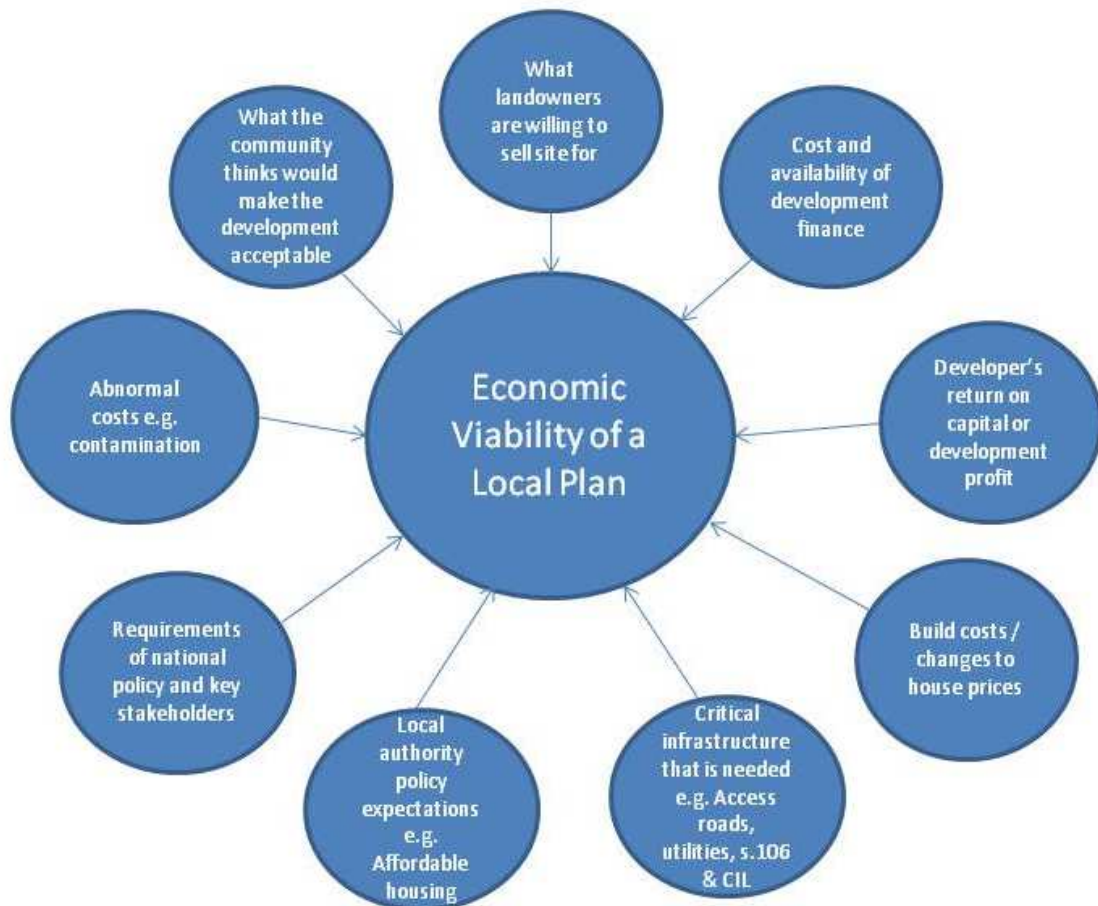 What
landowners
are willing to
sell site for
Cost and
availability of
development
finance
Developer's
return on
capital or
development
profit
Build costs /
changes to
house prices
Critical
infrastructure
that is needed
e.g. Access
roads,
utilities, s.106
& CIL
Local
authority
policy
expectations
e.g.
Affordable
housing
Requirements
of national
policy and key
stakeholders
Abnormal
costs e.g.
contamination
What the
community
thinks would
make the
development
acceptable
Economic
Viability of a
Local Plan